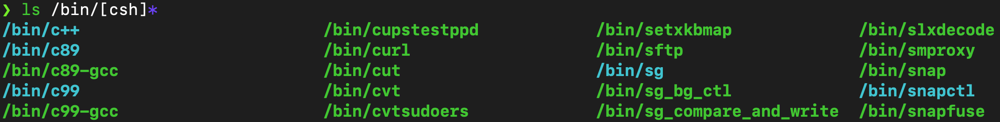 ❯ ls /bin/[csh]*
/bin/c++ /bin/cupstestppd /bin/setxkbmap /bin/slxdecode
/bin/c89 /bin/curl /bin/sftp /bin/smproxy
/bin/c89-gcc /bin/cut /bin/sg /bin/snap
/bin/c99 /bin/cvt /bin/sg_bg_ctl /bin/snapctl
/bin/c99-gcc /bin/cvtsudoers /bin/sg_compare_and_write /bin/snapfuse